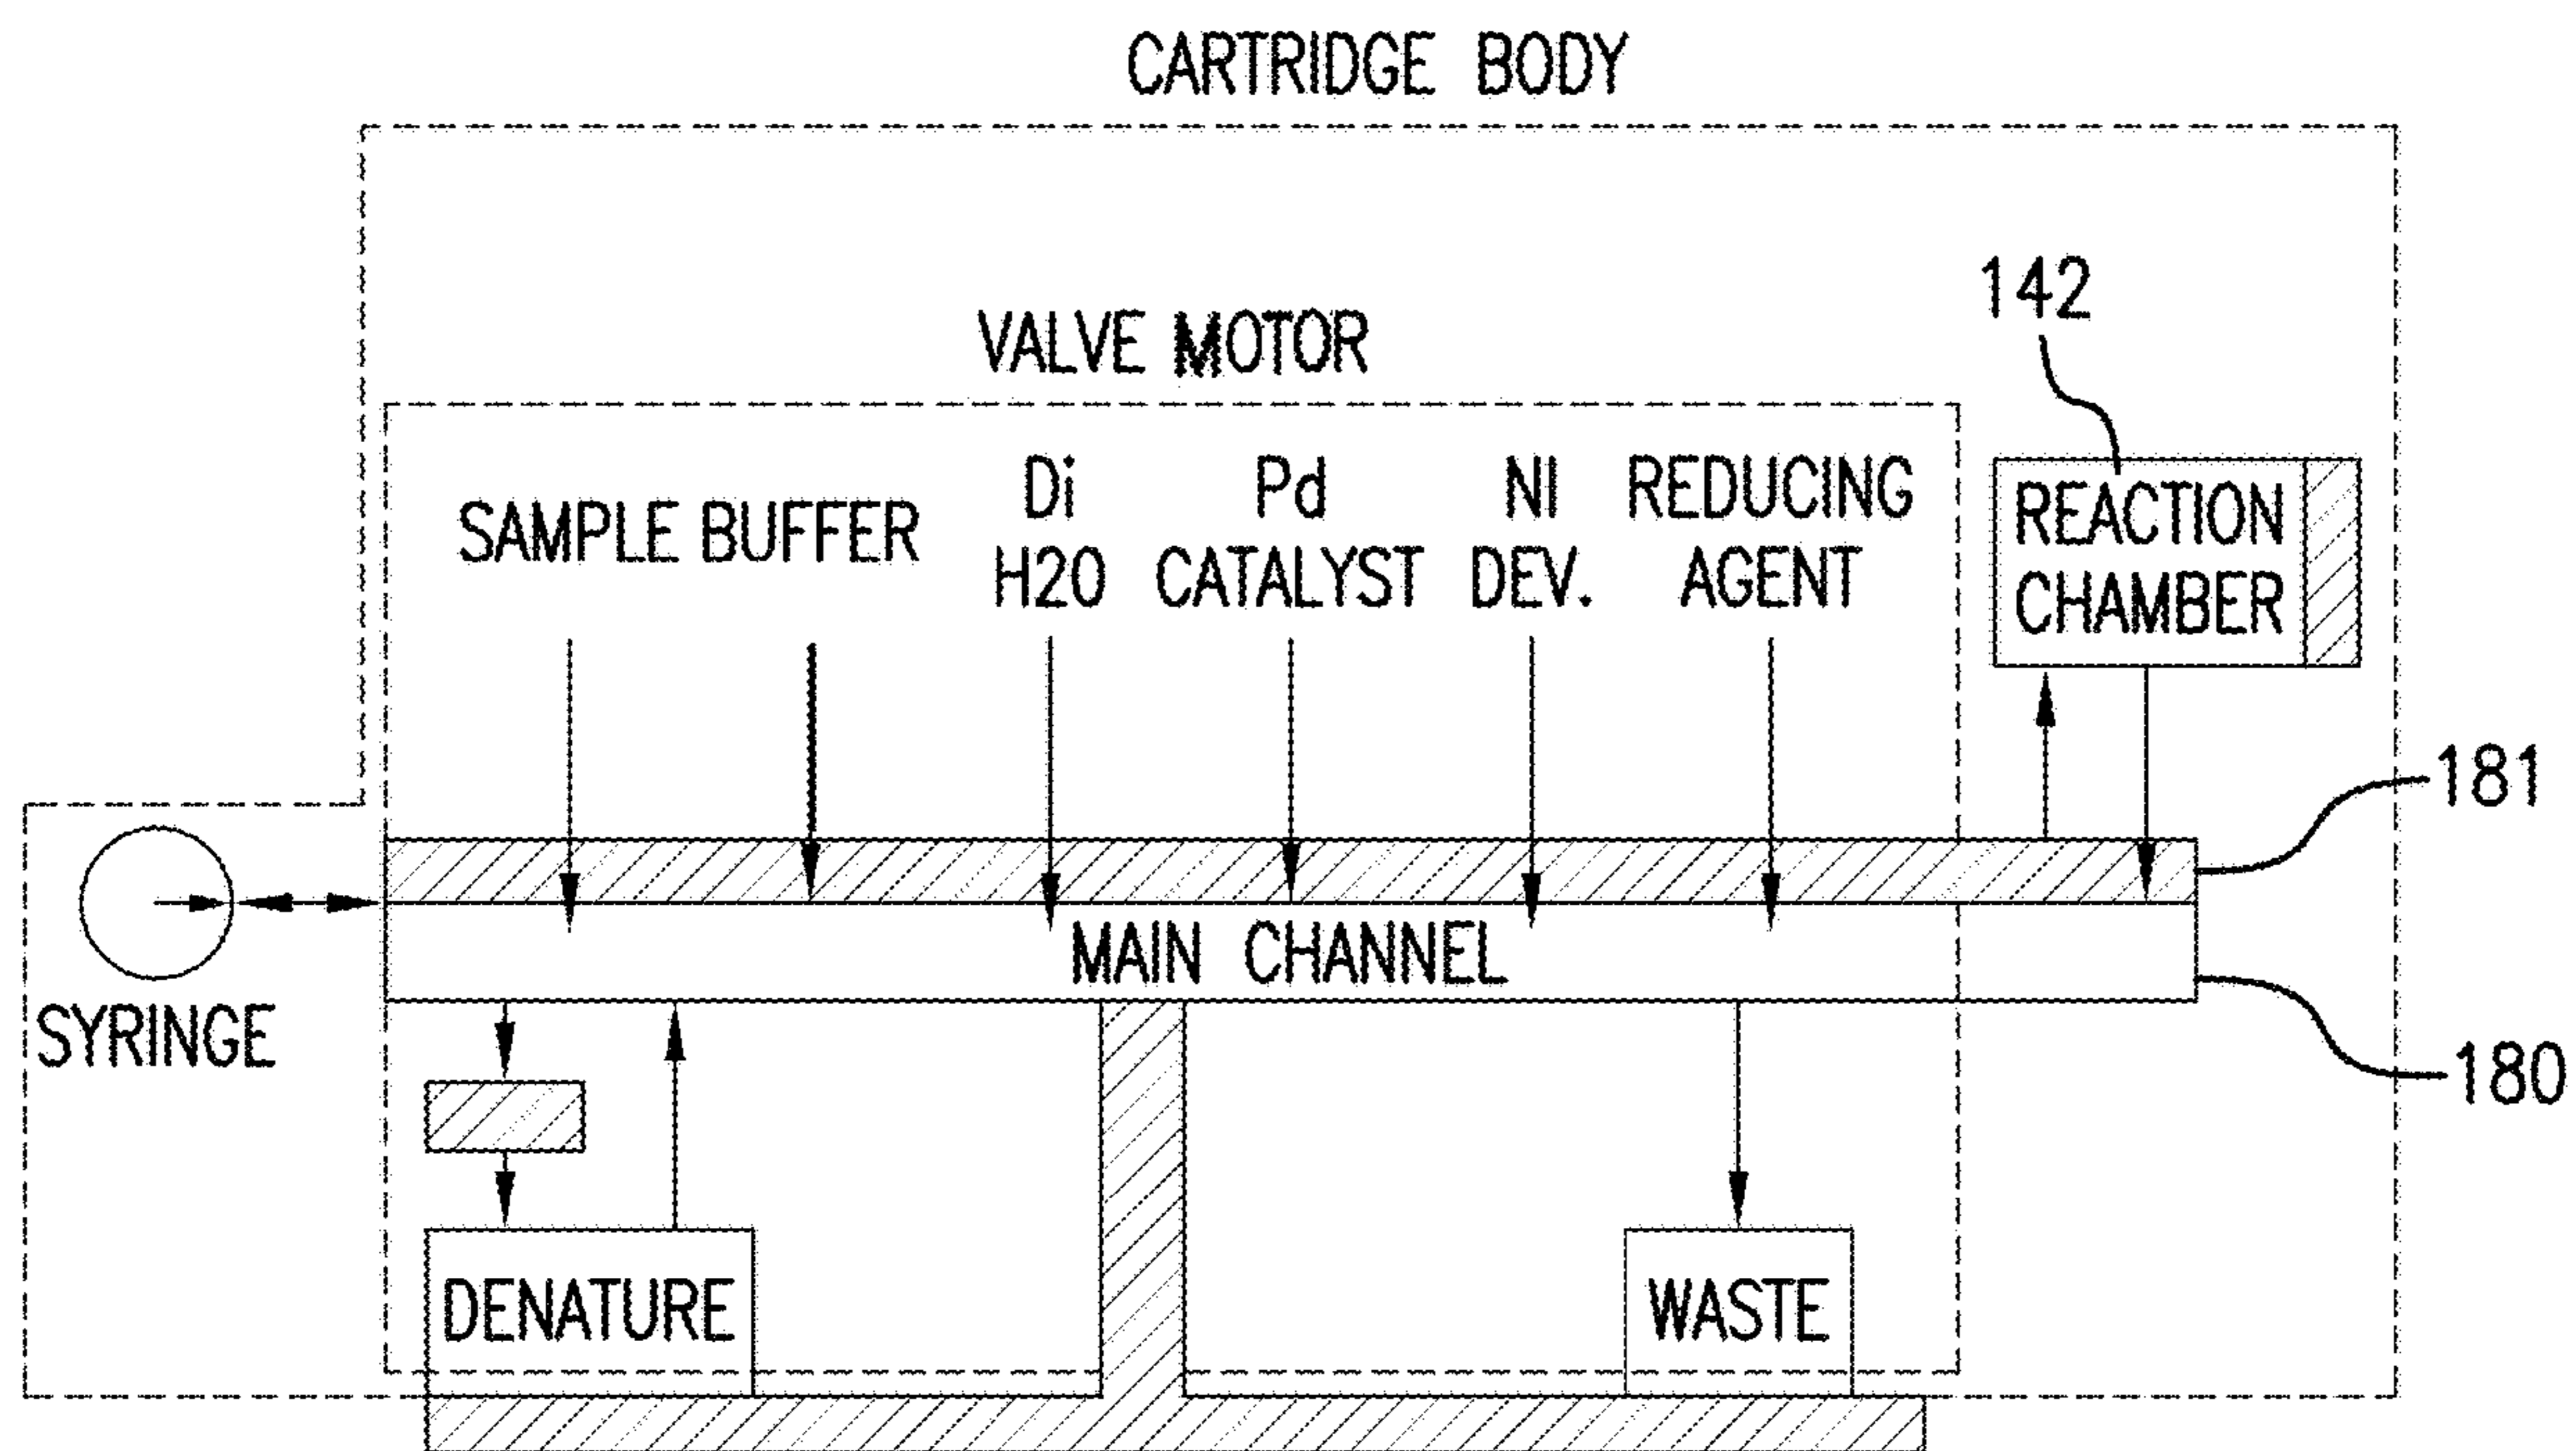 CARTRIDGE BODY
VALVE MOTOR
142
SAMPLE
BUFFER
Di
H2O
Pd
CATALYST
NI
DEV.
REDUCING
AGENT
REACTION
CHAMBER
181
MAIN CHANNEL
SYRINGE
180
DENATURE
WASTE